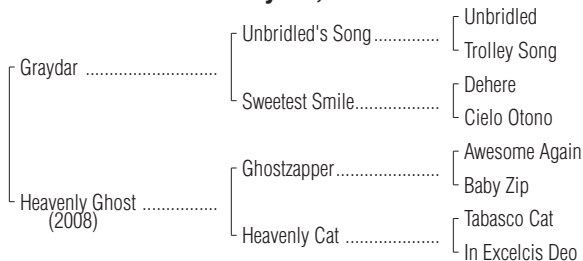 Unbridled
Unbridled's Song..............
Trolley Song
Graydar ............................
Dehere
Sweetest Smile..................
Cielo Otono
Awesome Again
Ghostzapper......................
Baby Zip
Heavenly Ghost ................
(2008)
Tabasco Cat
Heavenly Cat ....................
In Excelcis Deo